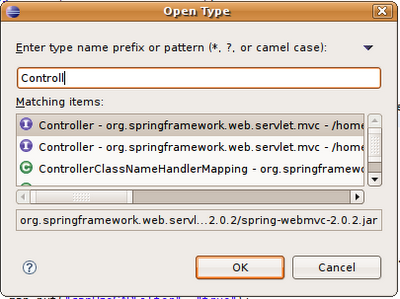 Open Type
Enter type name prefix or pattern (*, ?, or camel case):
Controll
Matching items:
Controller - org.springframework.web.servlet.mvc - /home
Controller - org.springframework.web.servlet.mvc - /home
ControllerClassNameHandlerMapping - org.springframewo
org.springframework.web.servl...2.0.2/spring-webmvc-2.0.2.jar
OK Cancel